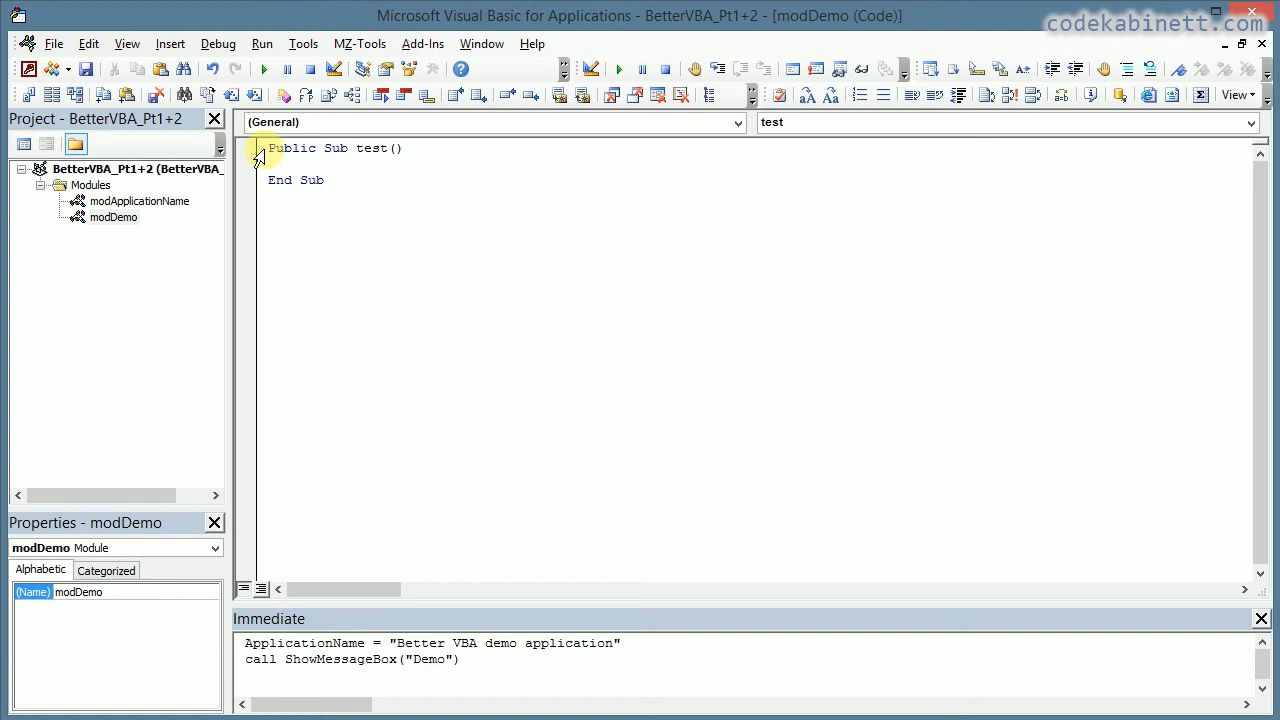 Microsoft Visual Basic for Applications - BetterVBA_Pt1+2 - [modDemo (Code)]
codekabinett.com
File Edit View Insert Format Debug Run Tools MZ-Tools Add-Ins Window Help
View
Project - BetterVBA_Pt1+2
(General)
test
BetterVBA_Pt1+2 (BetterVBA_
Modules
modApplicationName
modDemo
Public Sub test()
End Sub
Properties - modDemo
modDemo Module
Alphabetic Categorized
(Name) modDemo
Immediate
ApplicationName = "Better VBA demo application"
call ShowMessageBox("Demo")